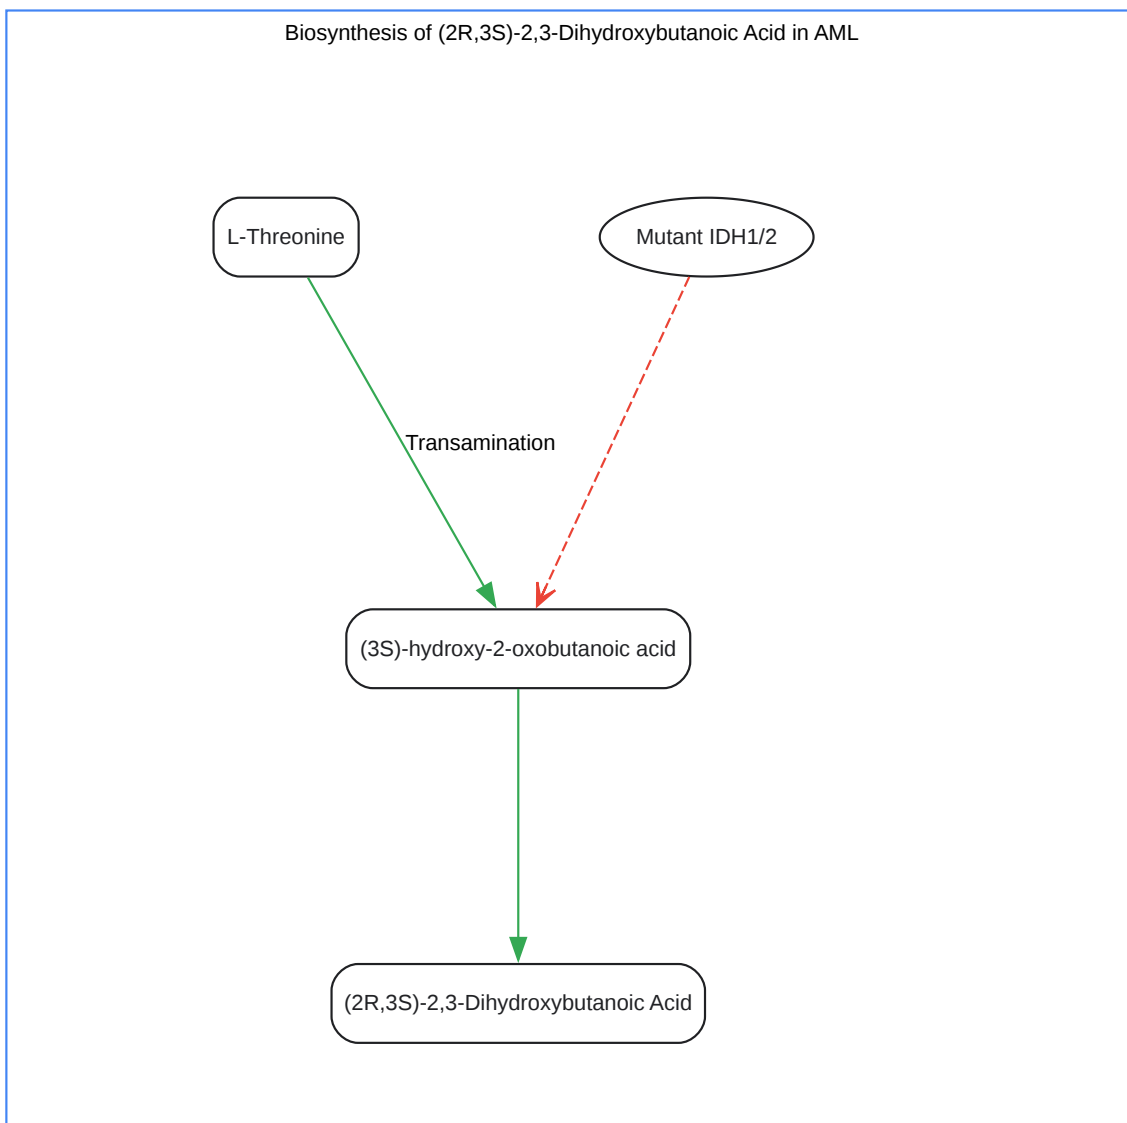 Biosynthesis of (2R,3S)-2,3-Dihydroxybutanoic Acid in AML
L-Threonine
Mutant IDH1/2
Transamination
(3S)-hydroxy-2-oxobutanoic acid
(2R,3S)-2,3-Dihydroxybutanoic Acid